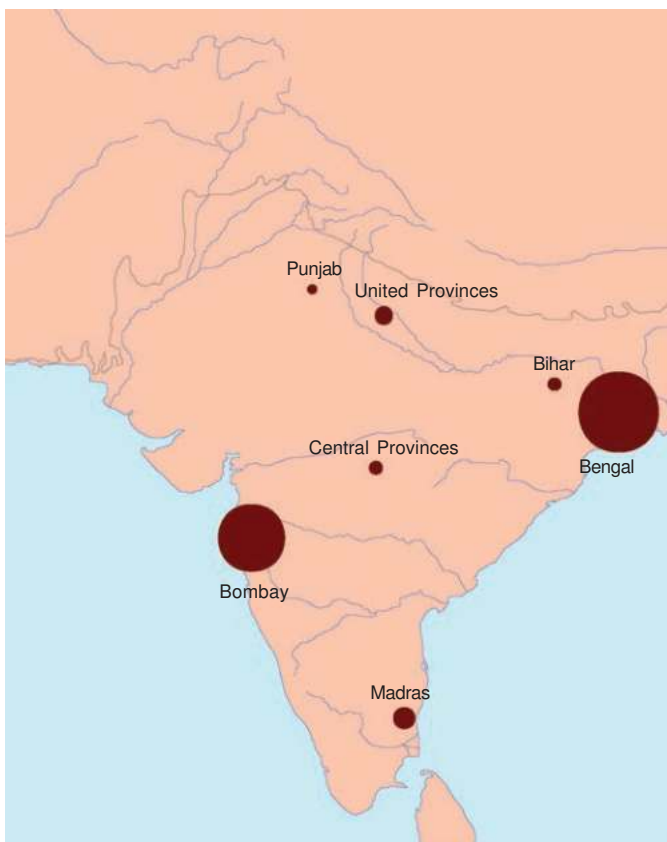 Punjab
United Provinces
Bihar
Central Provinces
Bengal
Bombay
Madras